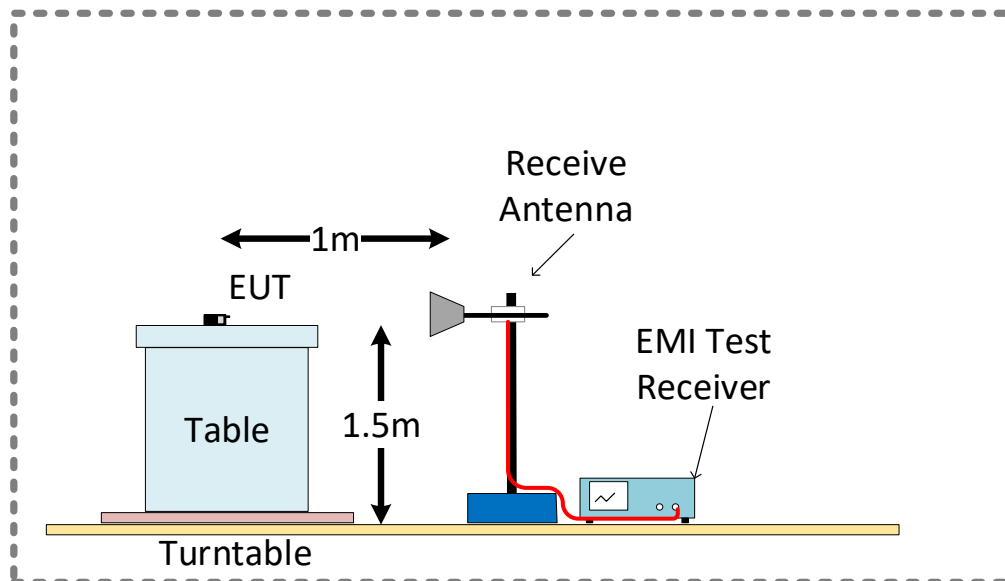 Receive
Antenna
1m
EUT
EMI Test
Receiver
Table
1.5m
Turntable